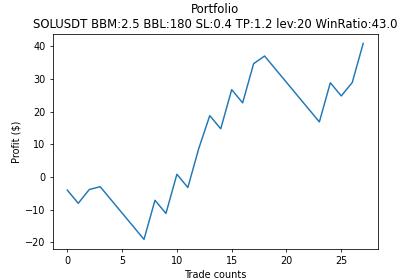 Portfolio
SOLUSDT BBM:2.5 BBL:180 SL:0.4 TP:1.2 lev:20 WinRatio:43.0
40
30
20
10
0
−10
−20
Profit ($)
0 5 10 15 20 25
Trade counts